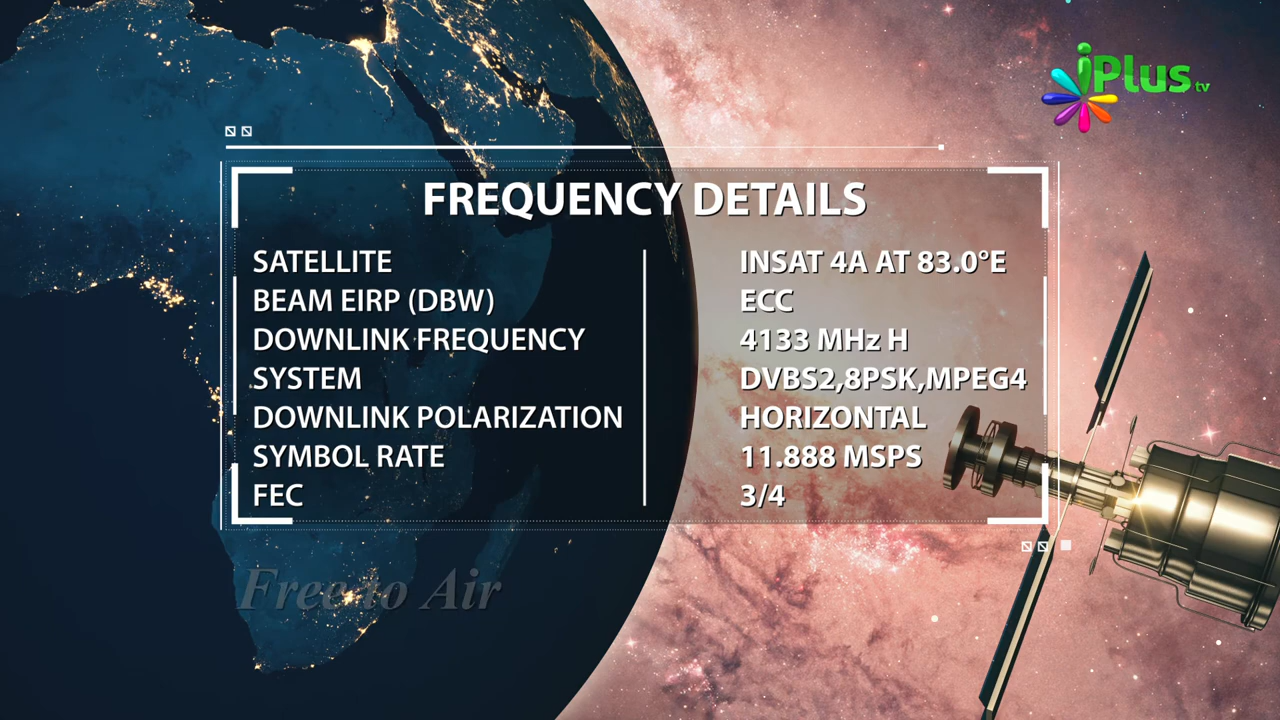 iPlus tv
FREQUENCY DETAILS
SATELLITE INSAT 4A AT 83.0°E
BEAM EIRP (DBW) ECC
DOWNLINK FREQUENCY 4133 MHz H
SYSTEM DVBS2,8PSK,MPEG4
DOWNLINK POLARIZATION HORIZONTAL
SYMBOL RATE 11.888 MSPS
FEC 3/4
Free to Air